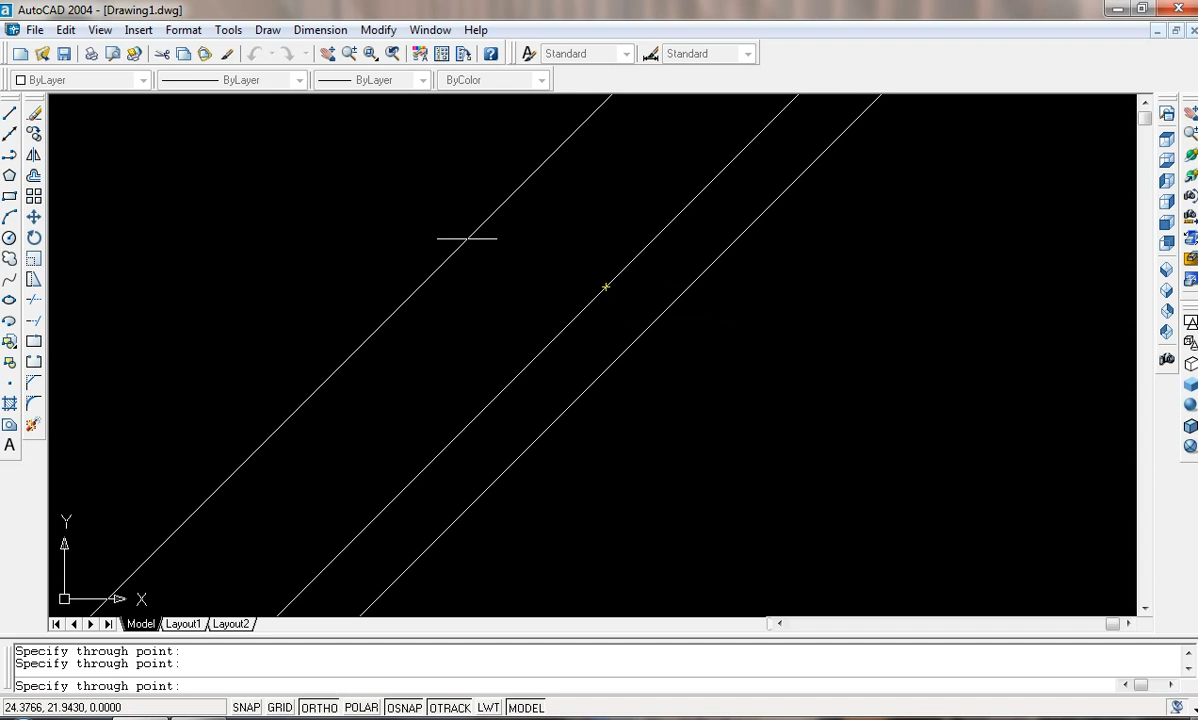 AutoCAD 2004 - [Drawing1.dwg]
File Edit View Insert Format Tools Draw Dimension Modify Window Help
Standard Standard
ByLayer ByLayer ByLayer ByColor
A
Y
X
Model Layout1 Layout2
Specify through point:
Specify through point:
Specify through point:
24.3766, 21.9430, 0.0000 SNAP GRID ORTHO POLAR OSNAP OTRACK LWT MODEL